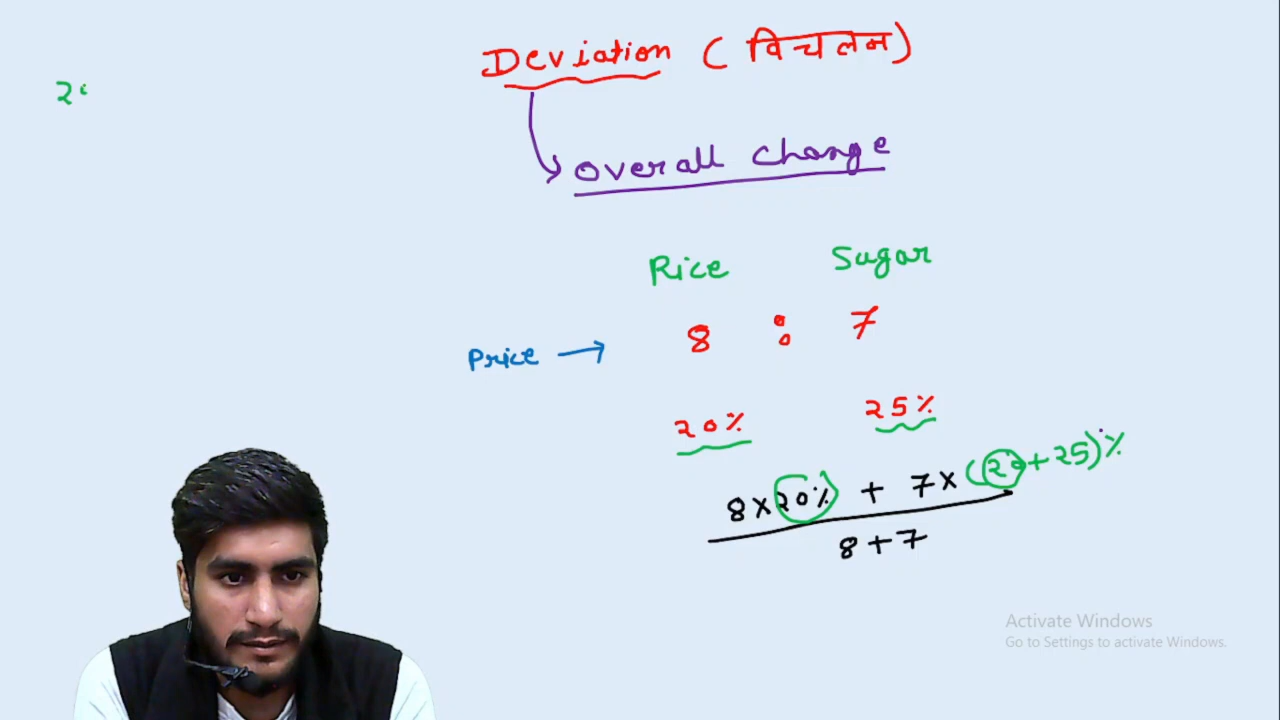 Deviation (विचलन)
20
overall change
Rice Sugar
Price → 8 : 7
20% 25%
8×20% + 7×(20+25)%
8+7
Activate Windows
Go to Settings to activate Windows.